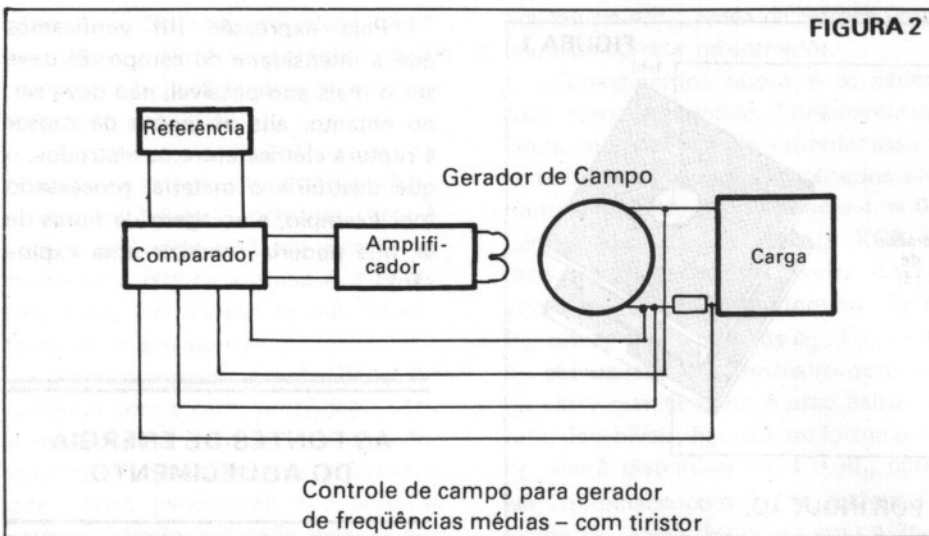 FIGURA 2
Referência
Gerador de Campo
Comparador
Amplifi-
cador
Carga
Controle de campo para gerador
de freqüências médias – com tiristor